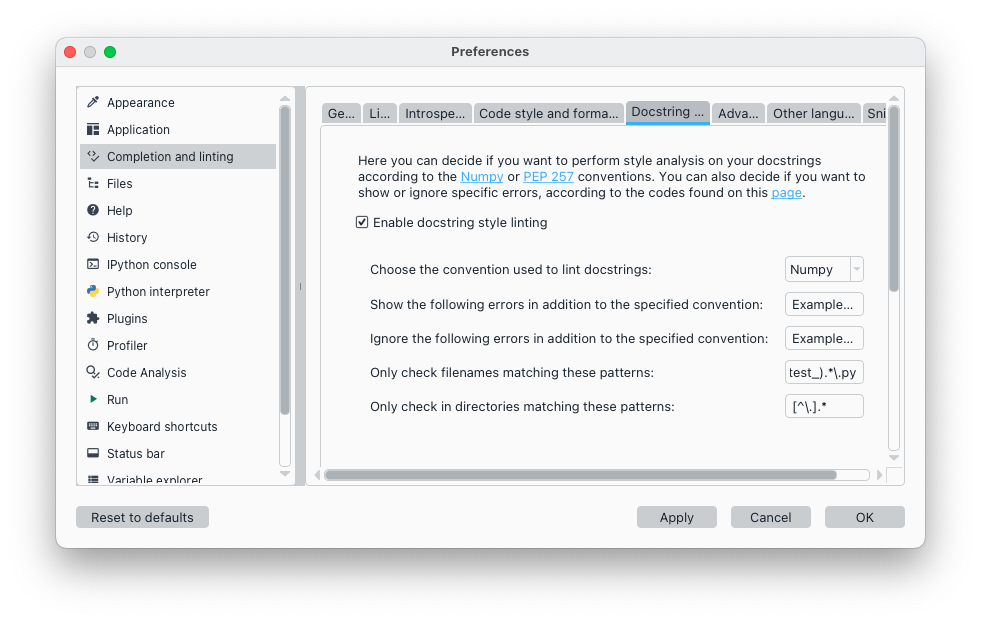 Preferences
Appearance
Application
Completion and linting
Files
Help
History
IPython console
Python interpreter
Plugins
Profiler
Code Analysis
Run
Keyboard shortcuts
Status bar
Variable explorer
Ge... Li... Introspe... Code style and forma... Docstring ... Adva... Other langu... Sni
Here you can decide if you want to perform style analysis on your docstrings
according to the Numpy or PEP 257 conventions. You can also decide if you want to
show or ignore specific errors, according to the codes found on this page.
Enable docstring style linting
Choose the convention used to lint docstrings: Numpy
Show the following errors in addition to the specified convention: Example...
Ignore the following errors in addition to the specified convention: Example...
Only check filenames matching these patterns: test_).*\.py
Only check in directories matching these patterns: [^\.].*
Reset to defaults Apply Cancel OK